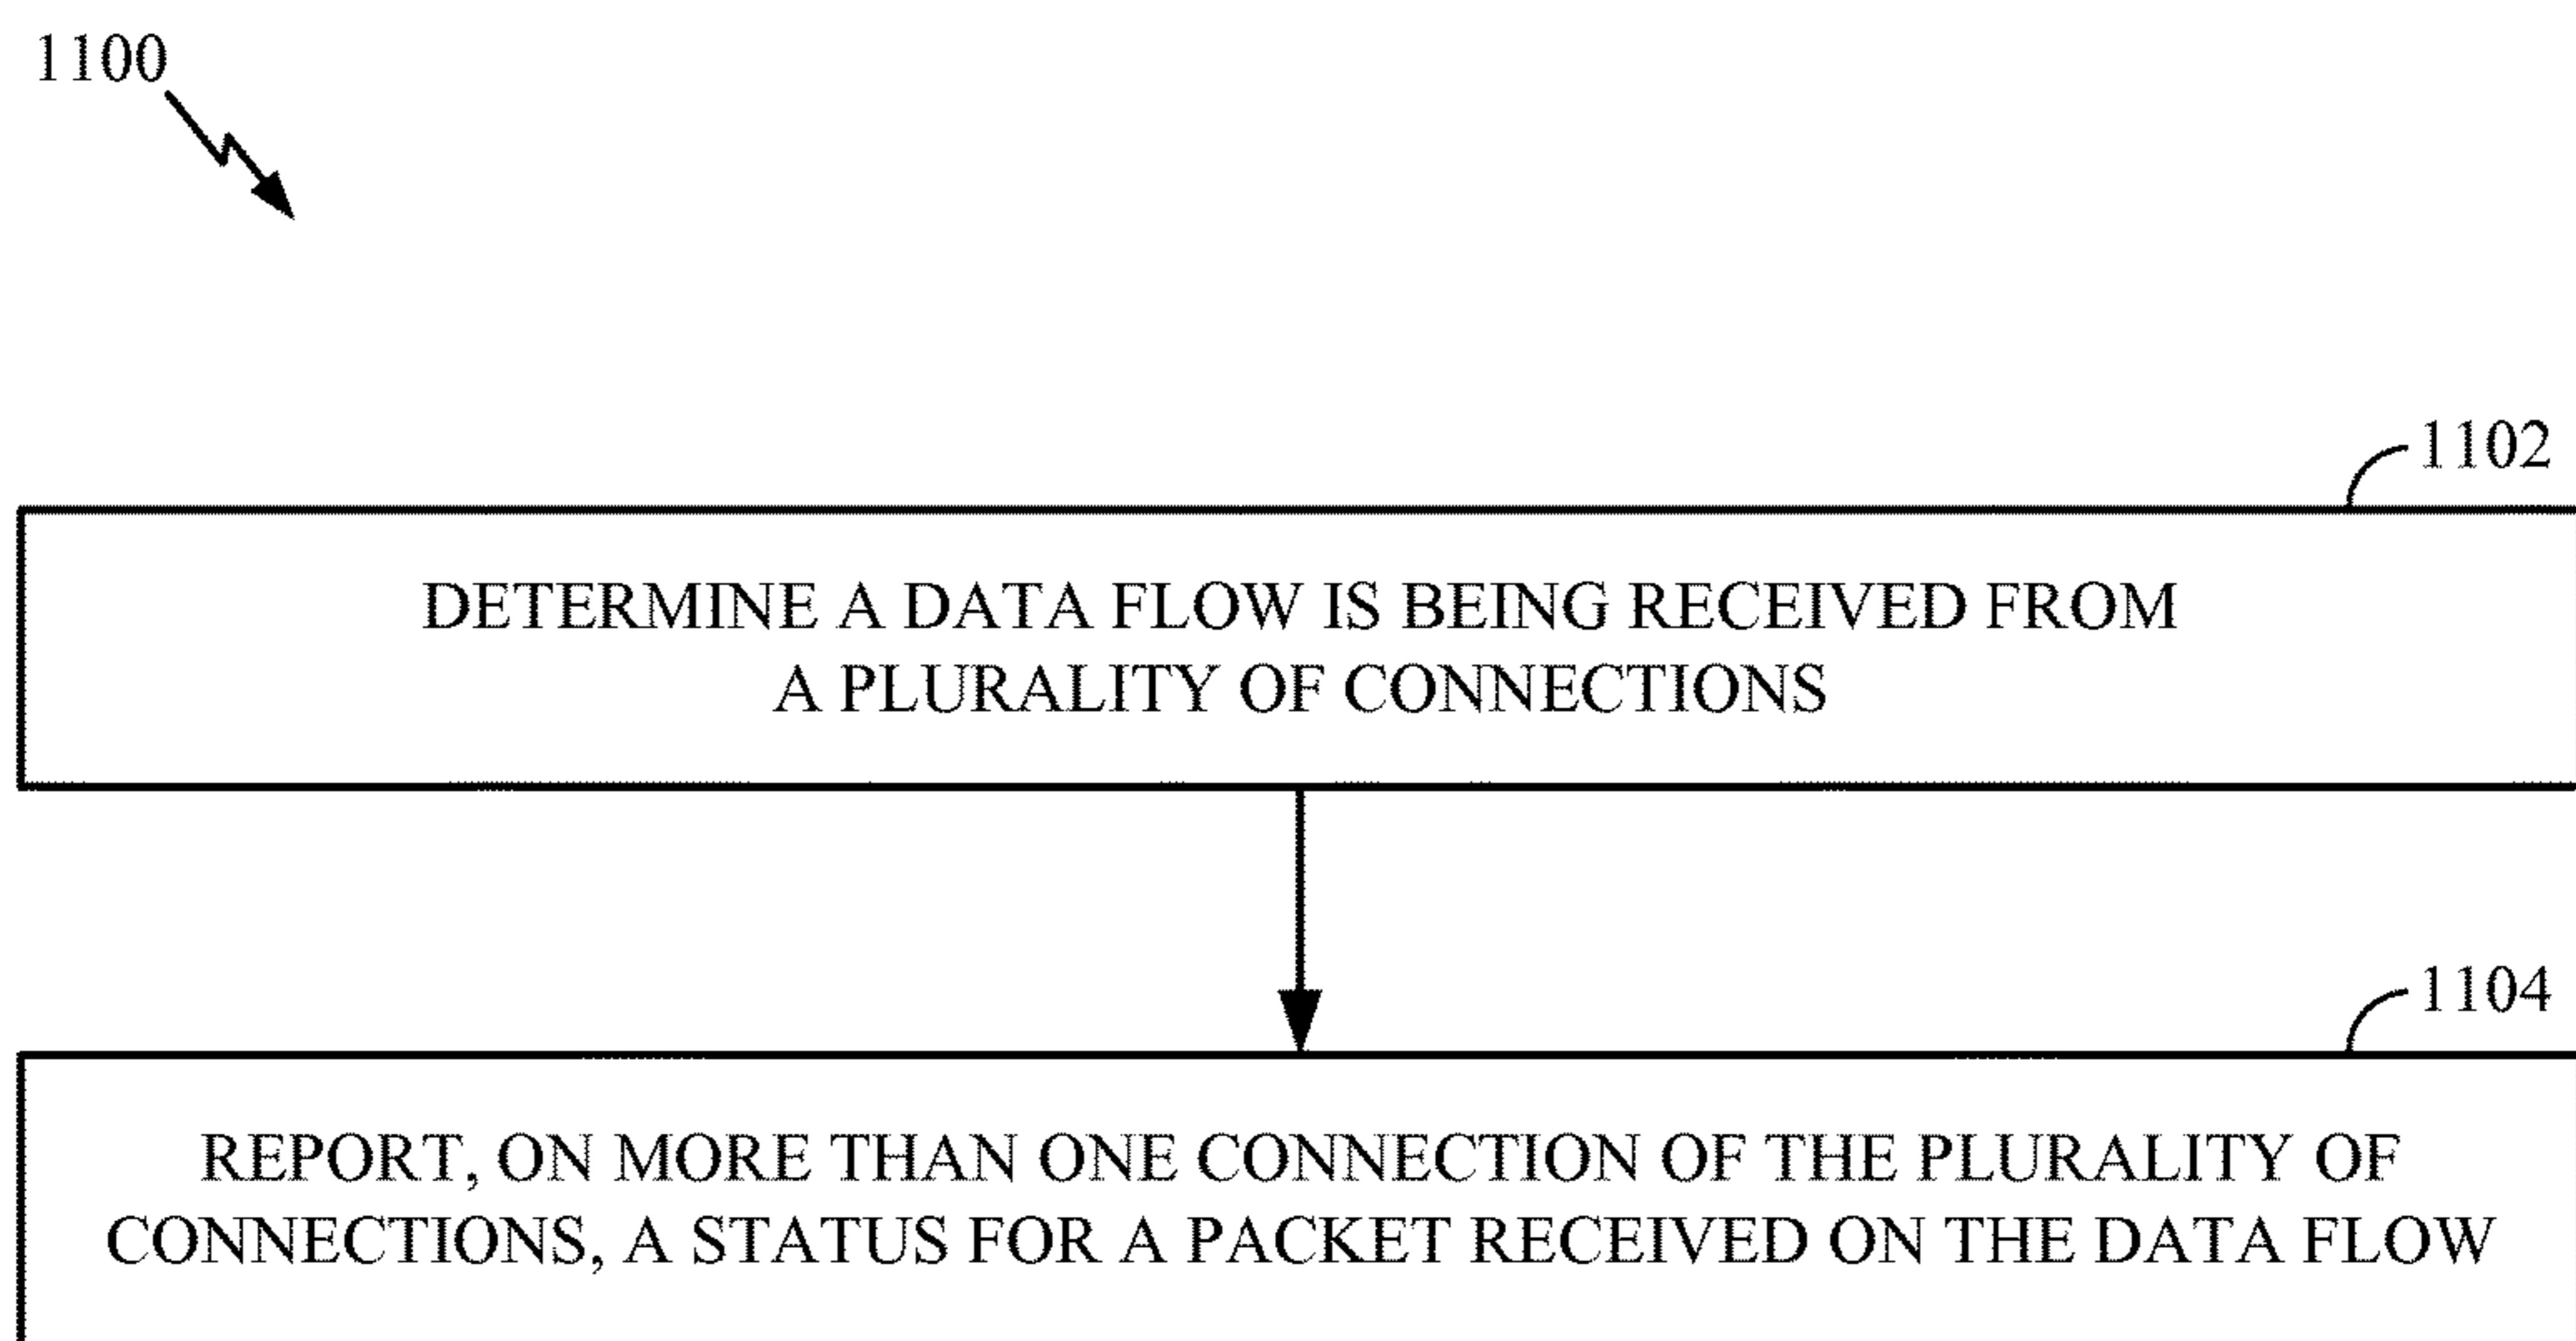 1100
1102
DETERMINE A DATA FLOW IS BEING RECEIVED FROM
A PLURALITY OF CONNECTIONS
1104
REPORT, ON MORE THAN ONE CONNECTION OF THE PLURALITY OF
CONNECTIONS, A STATUS FOR A PACKET RECEIVED ON THE DATA FLOW